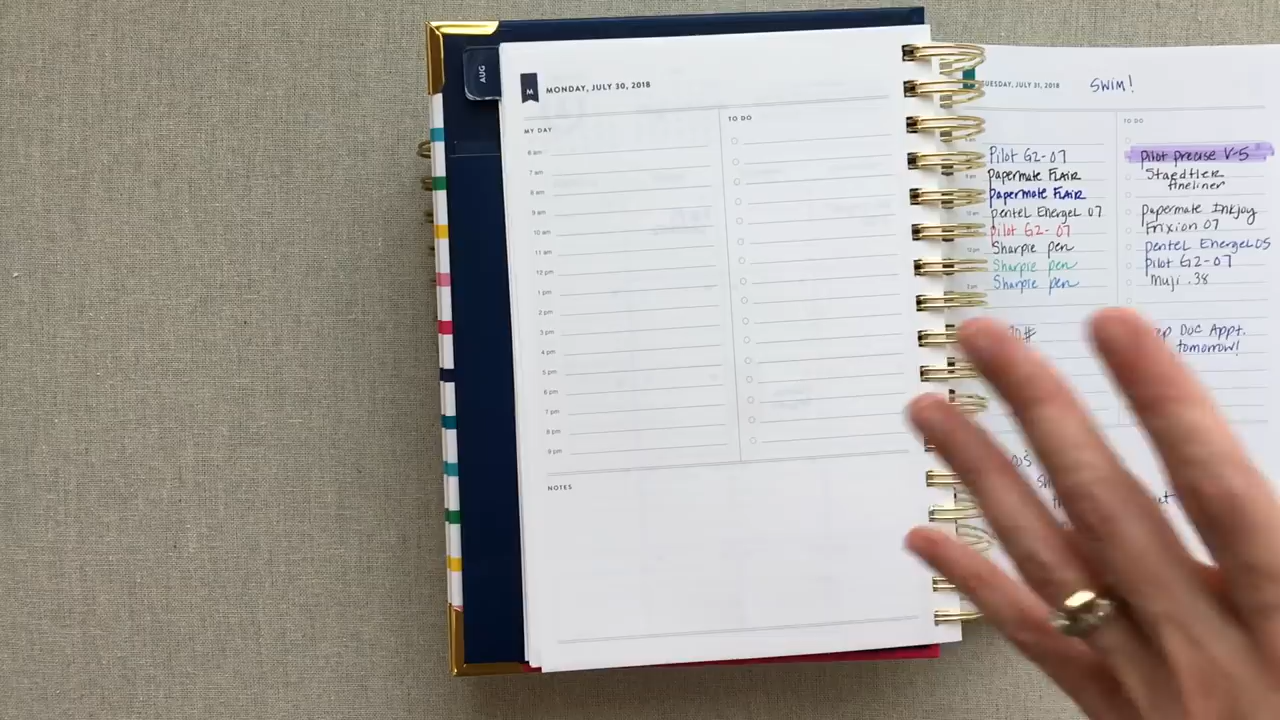 AUG
M
MONDAY, JULY 30, 2018
MY DAY
TO DO
6 am
7 am
8 am
9 am
10 am
11 am
12 pm
1 pm
2 pm
3 pm
4 pm
5 pm
6 pm
7 pm
8 pm
9 pm
NOTES
TUESDAY, JULY 31, 2018
SWIM!
TO DO
Pilot G2-07
Papermate FLAIR
Papermate FLAIR
pentel Energel 07
pilot G2-07
Sharpie pen
Sharpie pen
Sharpie pen
pilot precise V-5
Staedtler
fineliner
papermate Inkjoy
Frixion 07
pentel Energel 05
pilot G2-07
muji .38
Doc Appt.
tomorrow!